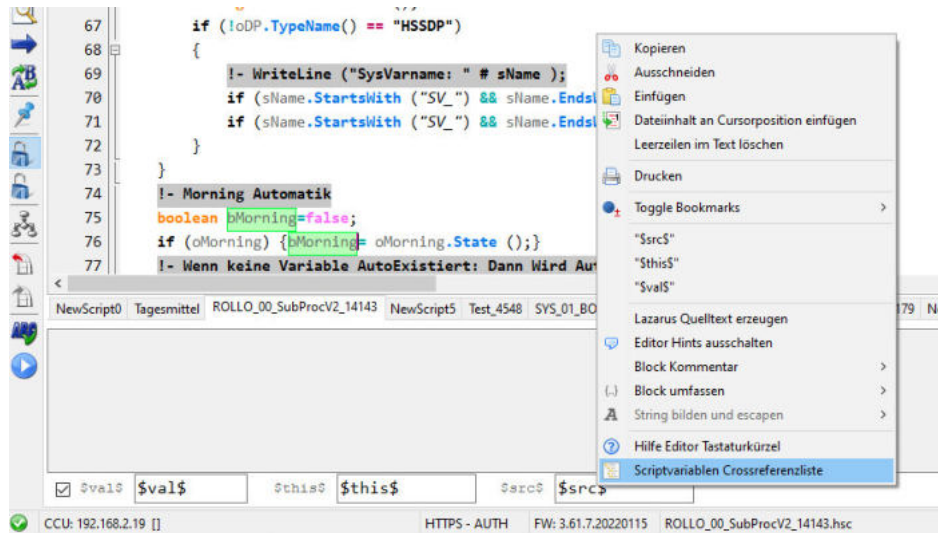 67 if (!oDP.TypeName() == "HSSDP")
68 {
69 !- WriteLine ("SysVarname: " # sName );
70 if (sName.StartsWith ("SV_") && sName.
71 if (sName.StartsWith ("SV_") && sName.
72 }
73 }
74 !- Morning Automatik
75 boolean bMorning=false;
76 if (oMorning) {bMorning= oMorning.State ();}
77 !- Wenn keine Variable AutoExistiert: Dann Wird
Kopieren
Ausschneiden
Einfügen
Dateiinhalt an Cursorposition einfügen
Leerzeilen im Text löschen
Drucken
Toggle Bookmarks
"$src$"
"$this$"
"$val$"
Lazarus Quelltext erzeugen
Editor Hints ausschalten
Block Kommentar
{..} Block umfassen
String bilden und escapen
Hilfe Editor Tastaturkürzel
Scriptvariablen Crossreferenzliste
NewScript0 Tagesmittel ROLLO_00_SubProcV2_14143 NewScript5 Test_4548 SYS_01_BO 179
$val$ $val$ $this$ $this$ $src$ $src$
CCU: 192.168.2.19 [] HTTPS - AUTH FW: 3.61.7.20220115 ROLLO_00_SubProcV2_14143.hsc